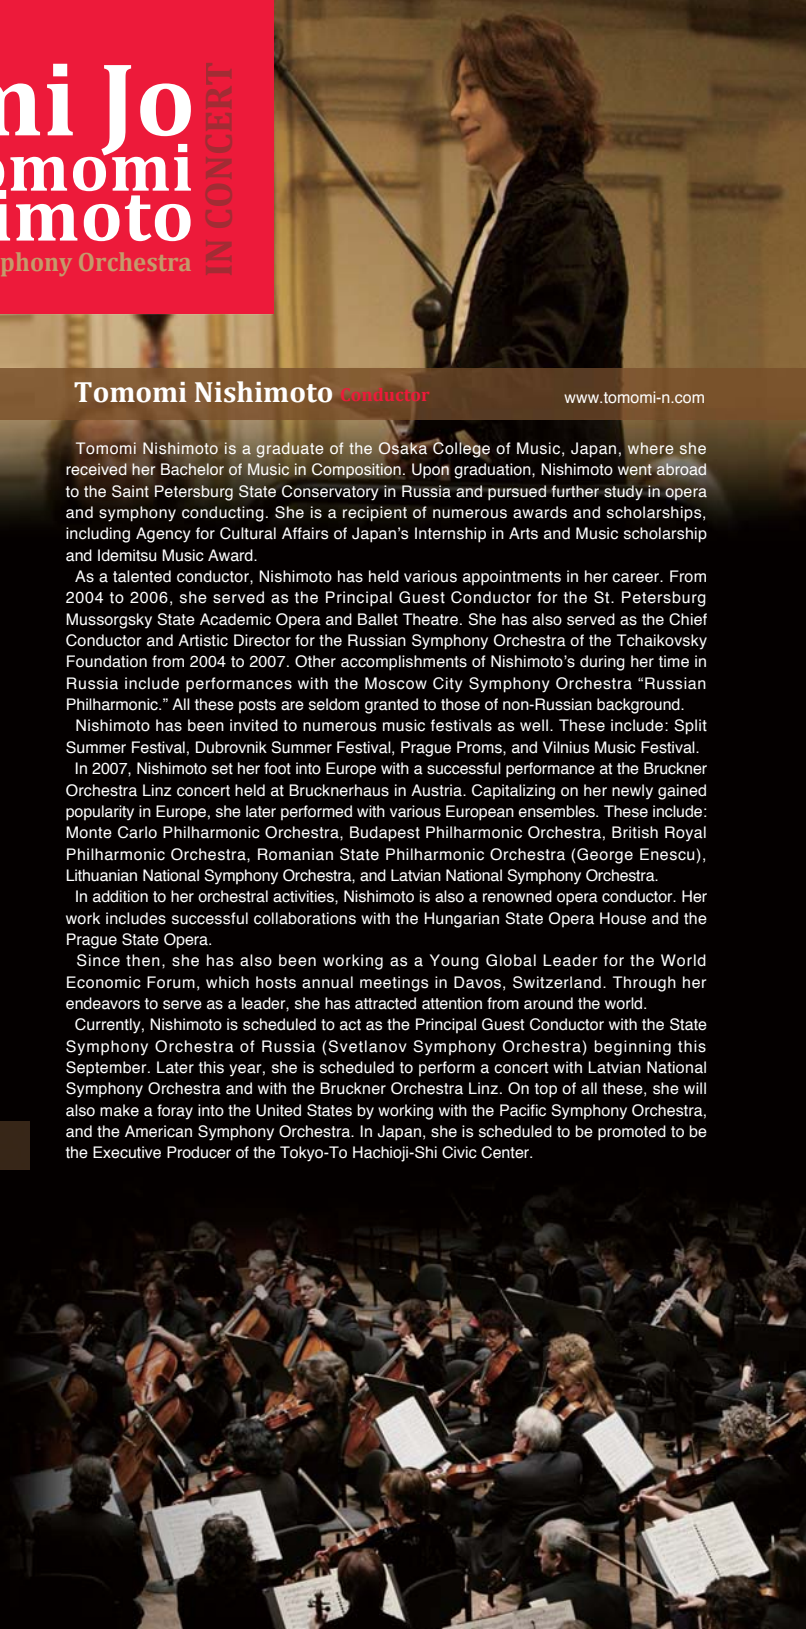 mi Jo
omomi
imoto
phony Orchestra
IN CONCERT
Tomomi Nishimoto Conductor
www.tomomi-n.com
Tomomi Nishimoto is a graduate of the Osaka College of Music, Japan, where she
received her Bachelor of Music in Composition. Upon graduation, Nishimoto went abroad
to the Saint Petersburg State Conservatory in Russia and pursued further study in opera
and symphony conducting. She is a recipient of numerous awards and scholarships,
including Agency for Cultural Affairs of Japan's Internship in Arts and Music scholarship
and Idemitsu Music Award.
As a talented conductor, Nishimoto has held various appointments in her career. From
2004 to 2006, she served as the Principal Guest Conductor for the St. Petersburg
Mussorgsky State Academic Opera and Ballet Theatre. She has also served as the Chief
Conductor and Artistic Director for the Russian Symphony Orchestra of the Tchaikovsky
Foundation from 2004 to 2007. Other accomplishments of Nishimoto's during her time in
Russia include performances with the Moscow City Symphony Orchestra “Russian
Philharmonic.” All these posts are seldom granted to those of non-Russian background.
Nishimoto has been invited to numerous music festivals as well. These include: Split
Summer Festival, Dubrovnik Summer Festival, Prague Proms, and Vilnius Music Festival.
In 2007, Nishimoto set her foot into Europe with a successful performance at the Bruckner
Orchestra Linz concert held at Brucknerhaus in Austria. Capitalizing on her newly gained
popularity in Europe, she later performed with various European ensembles. These include:
Monte Carlo Philharmonic Orchestra, Budapest Philharmonic Orchestra, British Royal
Philharmonic Orchestra, Romanian State Philharmonic Orchestra (George Enescu),
Lithuanian National Symphony Orchestra, and Latvian National Symphony Orchestra.
In addition to her orchestral activities, Nishimoto is also a renowned opera conductor. Her
work includes successful collaborations with the Hungarian State Opera House and the
Prague State Opera.
Since then, she has also been working as a Young Global Leader for the World
Economic Forum, which hosts annual meetings in Davos, Switzerland. Through her
endeavors to serve as a leader, she has attracted attention from around the world.
Currently, Nishimoto is scheduled to act as the Principal Guest Conductor with the State
Symphony Orchestra of Russia (Svetlanov Symphony Orchestra) beginning this
September. Later this year, she is scheduled to perform a concert with Latvian National
Symphony Orchestra and with the Bruckner Orchestra Linz. On top of all these, she will
also make a foray into the United States by working with the Pacific Symphony Orchestra,
and the American Symphony Orchestra. In Japan, she is scheduled to be promoted to be
the Executive Producer of the Tokyo-To Hachioji-Shi Civic Center.